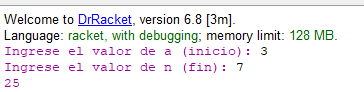 Welcome to DrRacket, version 6.8 [3m].
Language: racket, with debugging; memory limit: 128 MB.
Ingrese el valor de a (inicio): 3
Ingrese el valor de n (fin): 7
25